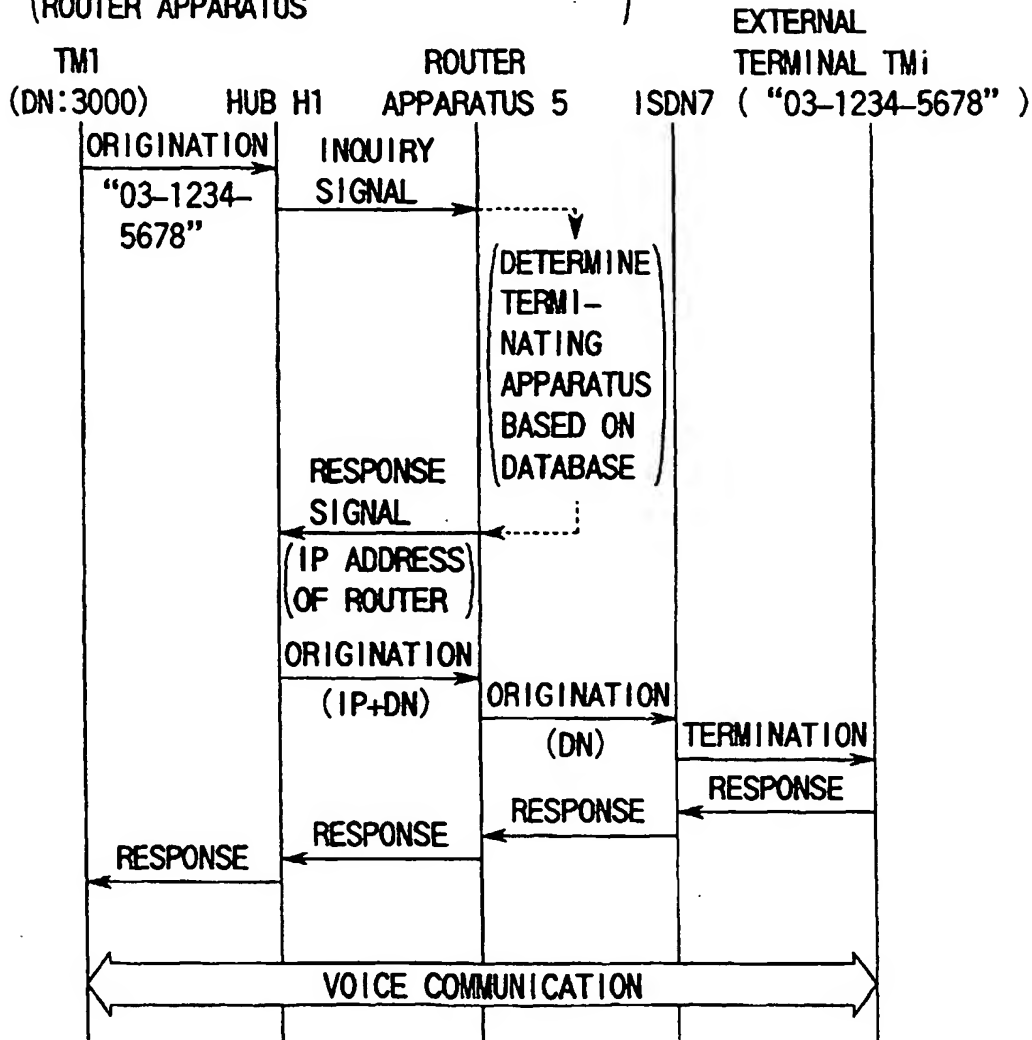 (ROUTER APPARATUS )
EXTERNAL
TM1 ROUTER TERMINAL TMi
(DN:3000) HUB H1 APPARATUS 5 ISDN7 ( “03-1234-5678” )
ORIGINATION
“03-1234-
5678”
INQUIRY
SIGNAL
(DETERMINE
TERMI-
NATING
APPARATUS
BASED ON
DATABASE)
RESPONSE
SIGNAL
(IP ADDRESS
OF ROUTER)
ORIGINATION
(IP+DN)
ORIGINATION
(DN)
TERMINATION
RESPONSE
RESPONSE
RESPONSE
RESPONSE
VOICE COMMUNICATION